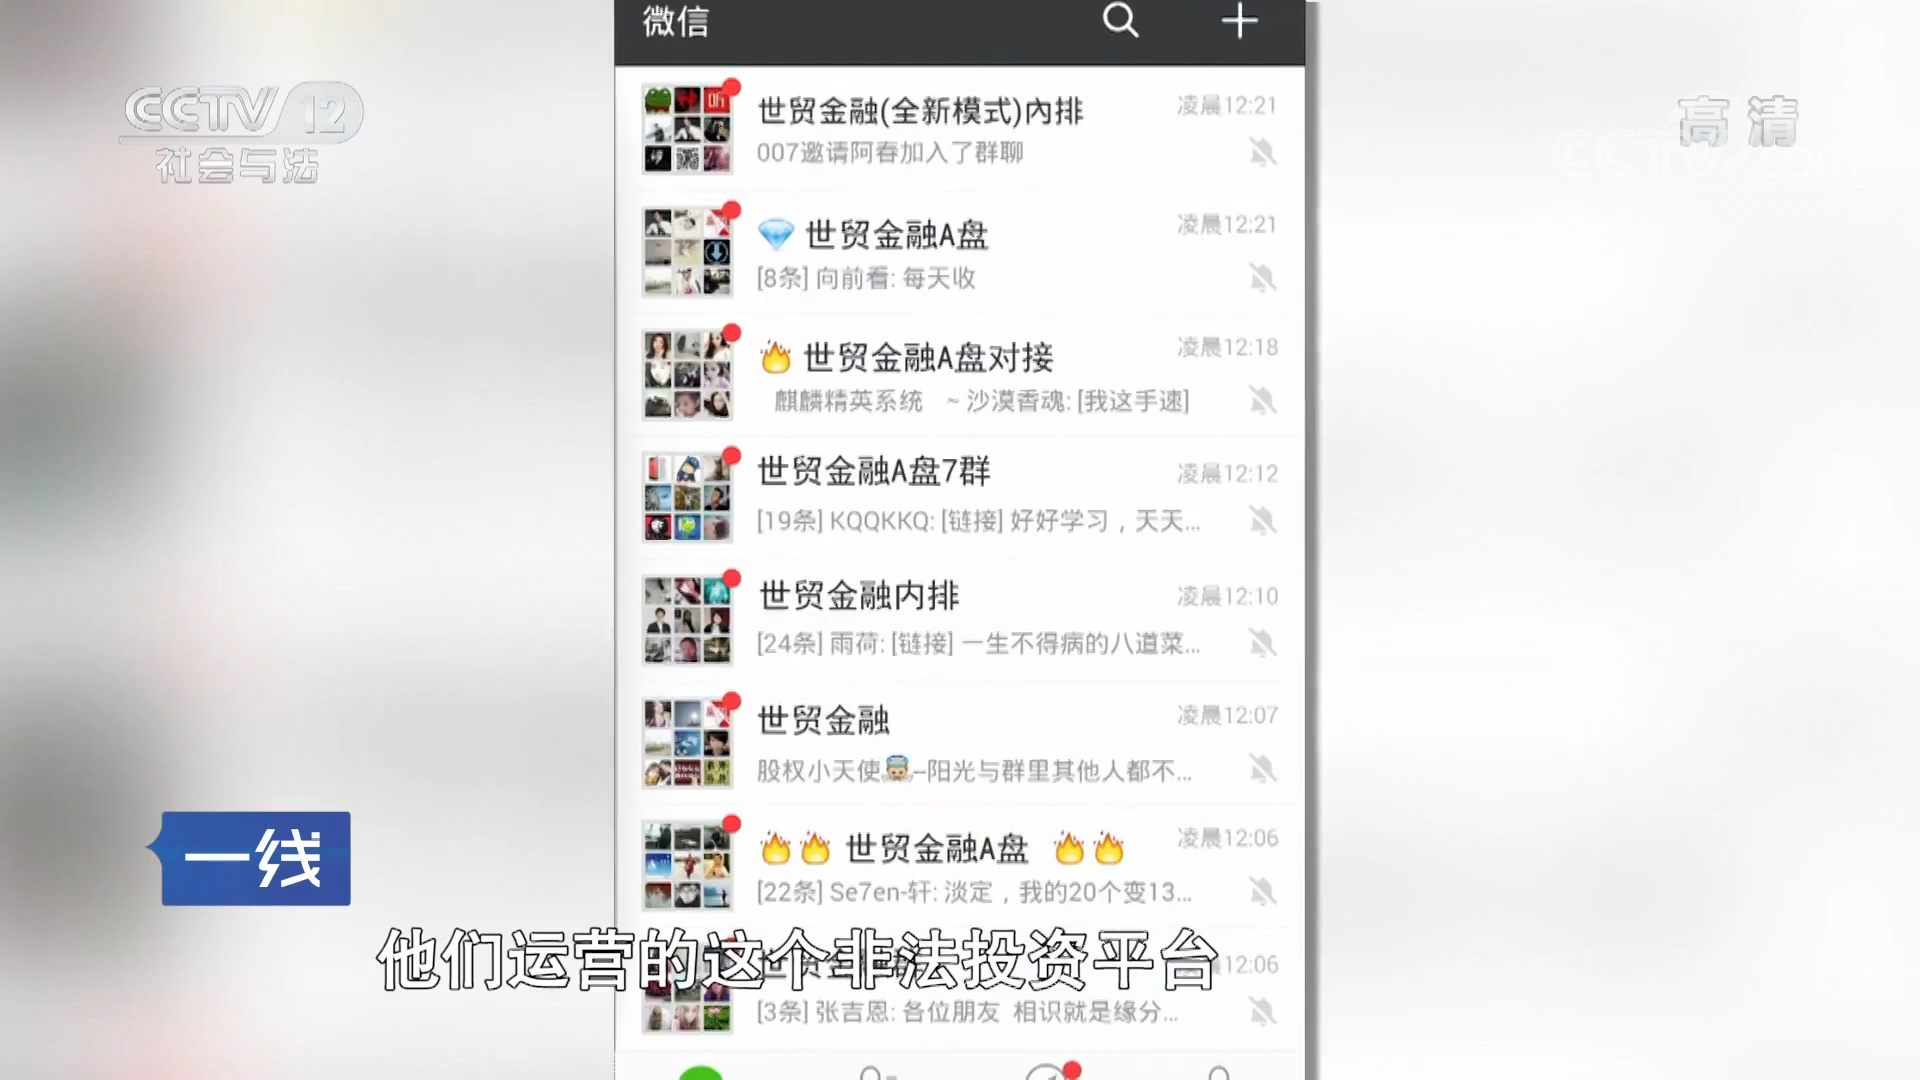 微信
CCTV 12
社会与法
高清
CCTV.com
世贸金融(全新模式)内排
凌晨12:21
007邀请阿春加入了群聊
💎 世贸金融A盘
凌晨12:21
[8条] 向前看: 每天收
🔥 世贸金融A盘对接
凌晨12:18
麒麟精英系统 ~ 沙漠香魂: [我这手速]
世贸金融A盘7群
凌晨12:12
[19条] KQQKKQ: [链接] 好好学习，天天...
世贸金融内排
凌晨12:10
[24条] 雨荷: [链接] 一生不得病的八道菜...
世贸金融
凌晨12:07
股权小天使👼–阳光与群里其他人都不...
🔥🔥 世贸金融A盘 🔥🔥
凌晨12:06
[22条] Se7en-轩: 淡定，我的20个变13...
一线
他们运营的这个非法投资平台
12:06
[3条] 张吉恩: 各位朋友 相识就是缘分...